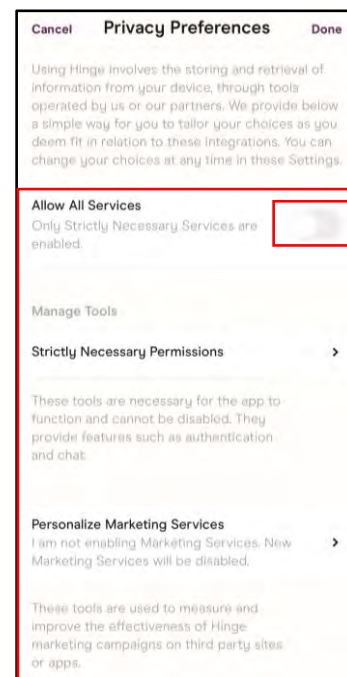 Cancel Privacy Preferences Done
Using Hinge involves the storing and retrieval of
information from your device, through tools
operated by us or our partners. We provide below
a simple way for you to tailor your choices as you
deem fit in relation to these integrations. You can
change your choices at any time in these Settings.
Allow All Services
Only Strictly Necessary Services are
enabled.
Manage Tools
Strictly Necessary Permissions >
These tools are necessary for the app to
function and cannot be disabled. They
provide features such as authentication
and chat.
Personalize Marketing Services
I am not enabling Marketing Services. New >
Marketing Services will be disabled.
These tools are used to measure and
improve the effectiveness of Hinge
marketing campaigns on third party sites
or apps.